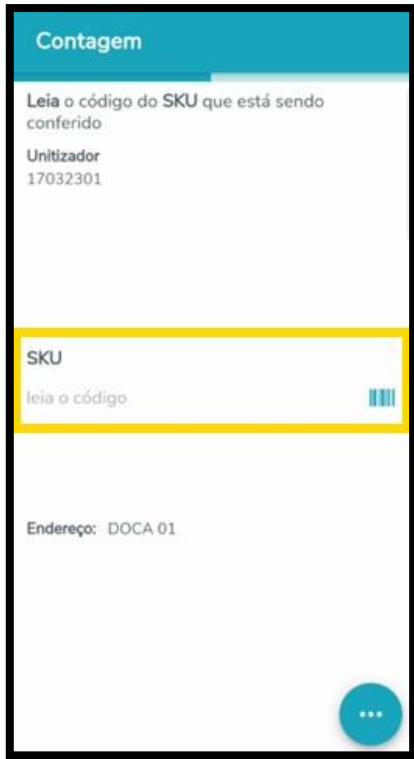 Contagem
Leia o código do SKU que está sendo
conferido
Unitizador
17032301
SKU
leia o código
Endereço: DOCA 01